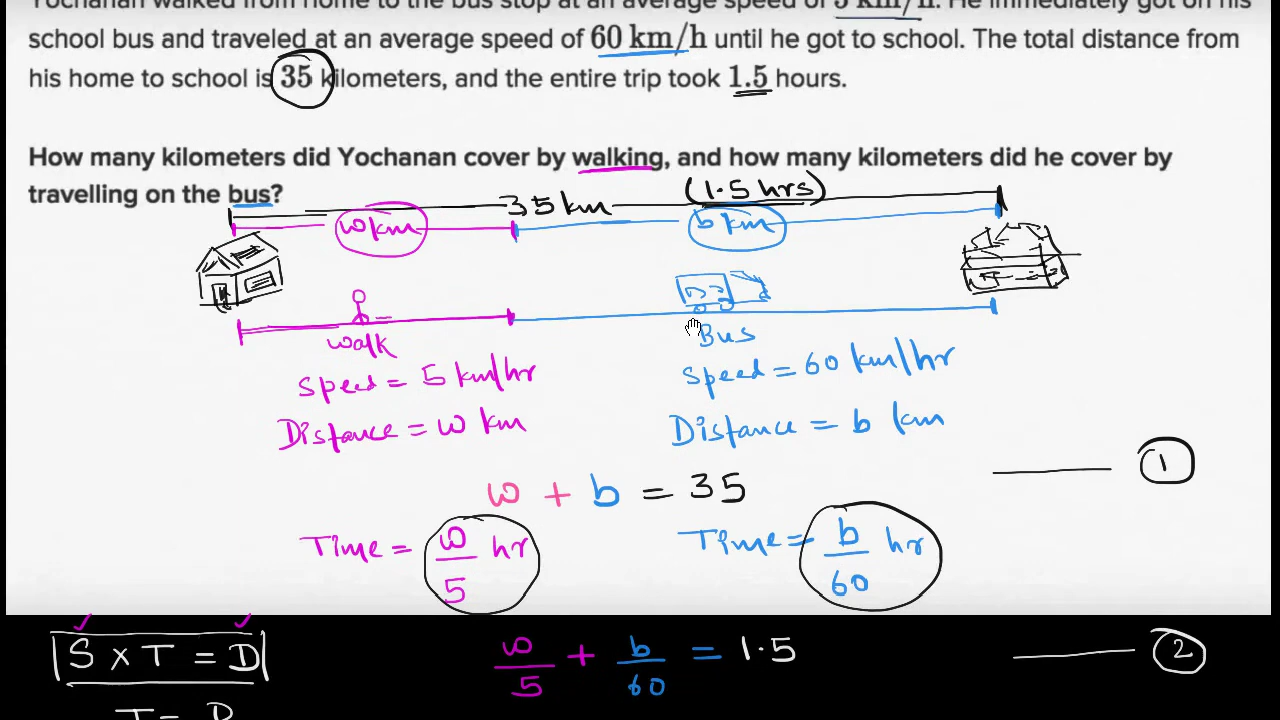 Yochanan walked from home to the bus stop at an average speed of 5 km/h. He immediately got on his
school bus and traveled at an average speed of 60 km/h until he got to school. The total distance from
his home to school is 35 kilometers, and the entire trip took 1.5 hours.
How many kilometers did Yochanan cover by walking, and how many kilometers did he cover by
travelling on the bus?
(1.5 hrs)
35 km
w km
b km
walk
Bus
Speed = 5 km/hr
Speed = 60 km/hr
Distance = w km
Distance = b km
w + b = 35
1
Time = w/5 hr
Time = b/60 hr
S × T = D
w/5 + b/60 = 1.5
2
T = D